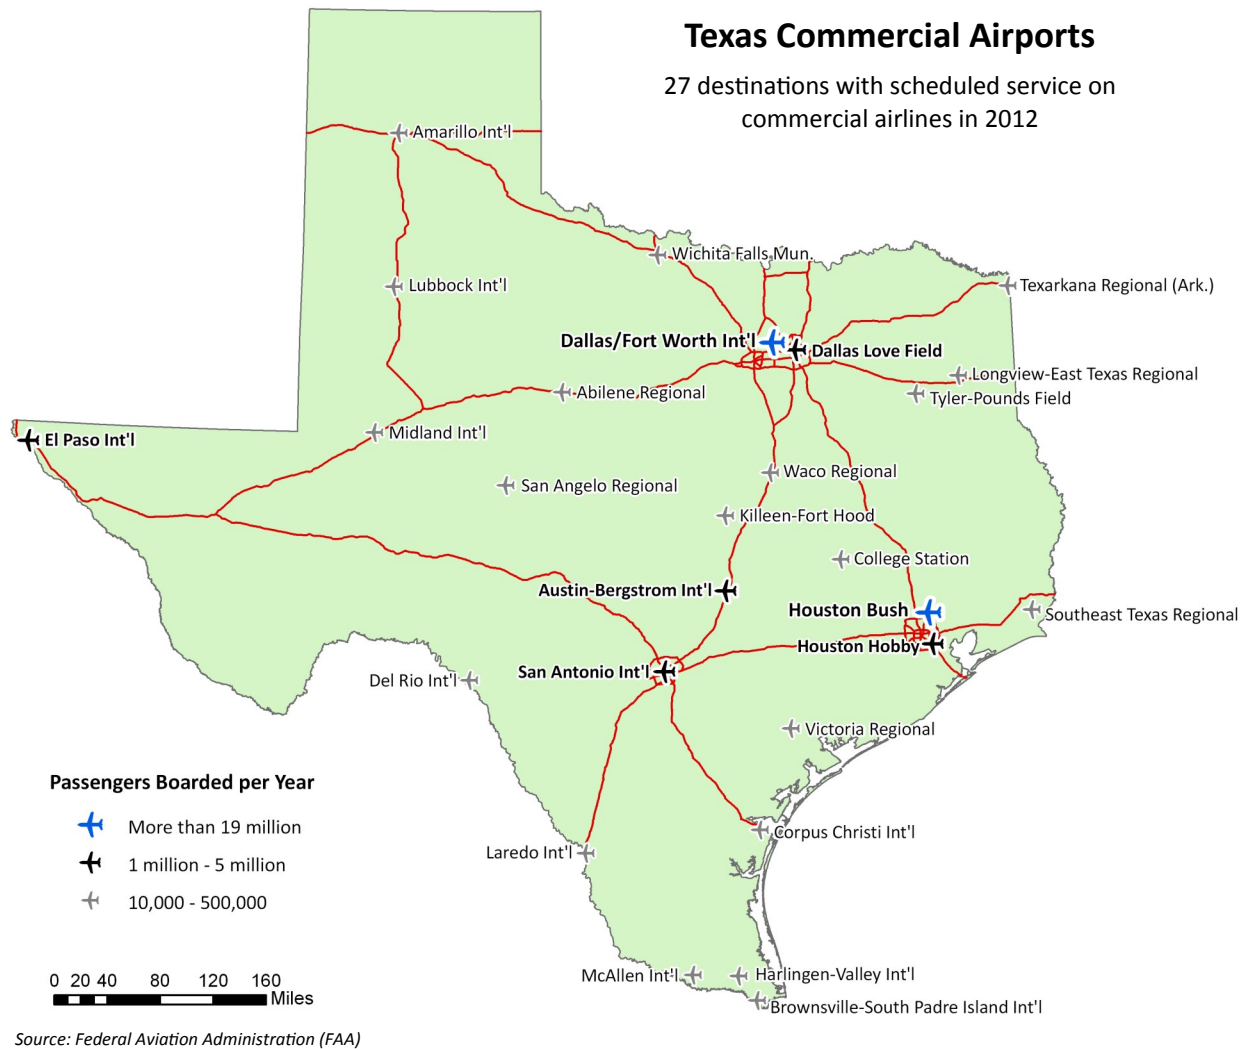 Texas Commercial Airports
27 destinations with scheduled service on
commercial airlines in 2012
Amarillo Int'l
Wichita Falls Mun.
Lubbock Int'l
Texarkana Regional (Ark.)
Dallas/Fort Worth Int'l
Dallas Love Field
Longview-East Texas Regional
Abilene Regional
Tyler-Pounds Field
Midland Int'l
El Paso Int'l
Waco Regional
San Angelo Regional
Killeen-Fort Hood
College Station
Austin-Bergstrom Int'l
Houston Bush
Southeast Texas Regional
Houston Hobby
San Antonio Int'l
Del Rio Int'l
Victoria Regional
Corpus Christi Int'l
Laredo Int'l
McAllen Int'l
Harlingen-Valley Int'l
Brownsville-South Padre Island Int'l
Passengers Boarded per Year
More than 19 million
1 million - 5 million
10,000 - 500,000
0 20 40 80 120 160
Miles
Source: Federal Aviation Administration (FAA)